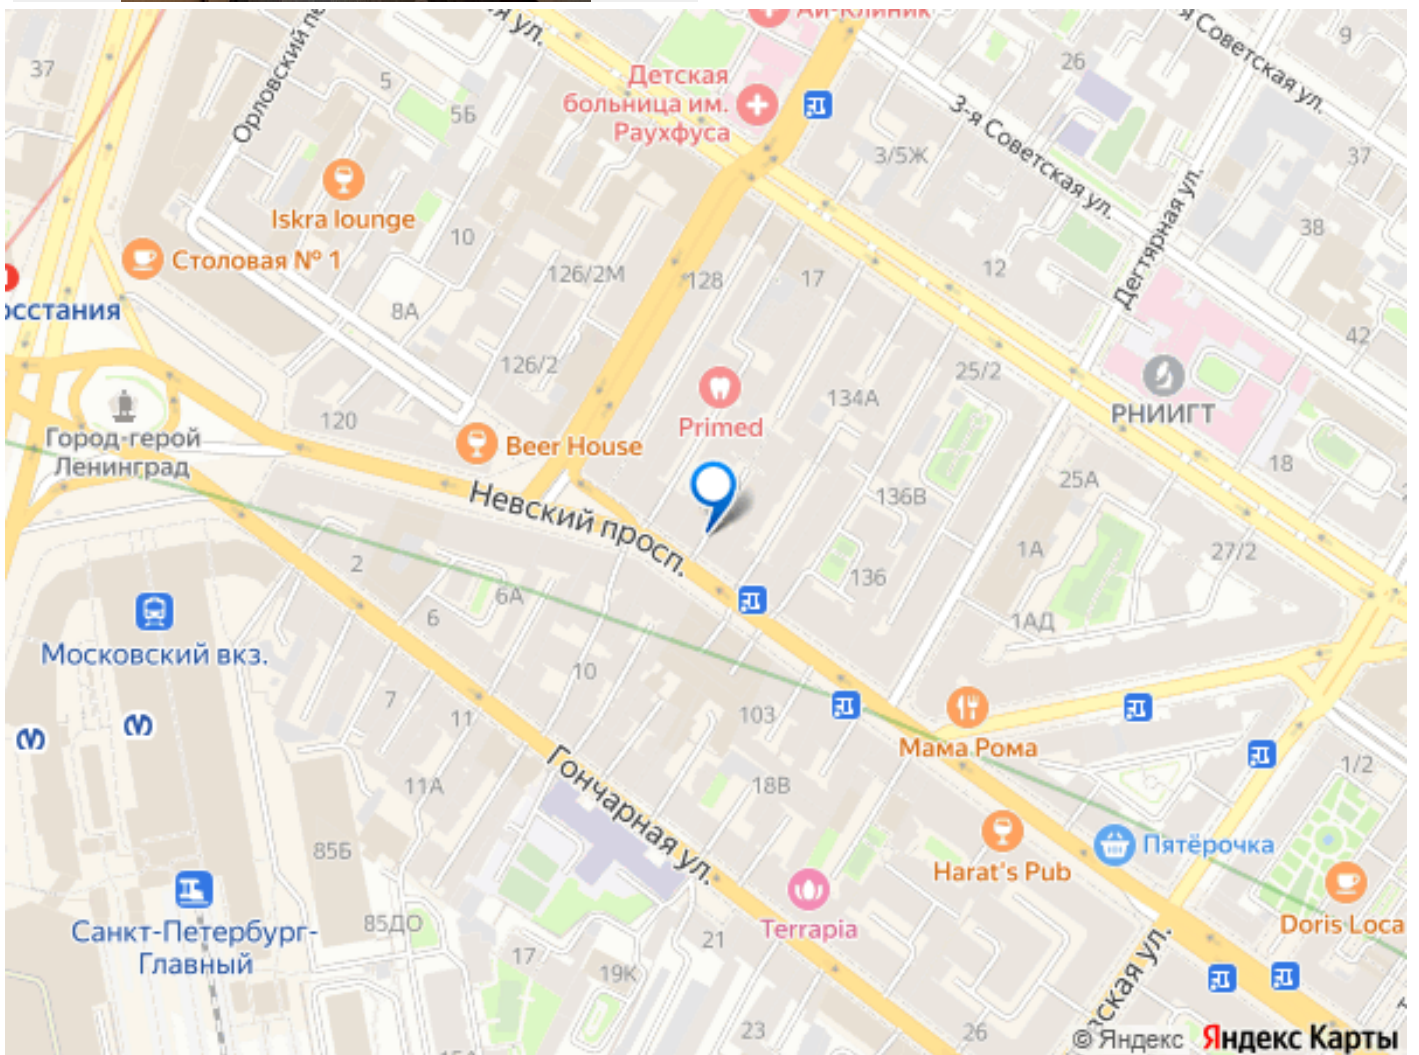 Ай-Клиник
я Советская ул.
9
37
Орловский пе
ул.
5
5Б
Детская
больница им.
Раухфуса
26
3-я Советская ул.
3/5Ж
37
Iskra lounge
Столовая № 1
10
126/2М
128
17
12
Дегтярная ул.
38
осстания
8А
42
126/2
25/2
120
Primed
134А
РНИИГТ
Город-герой
Ленинград
Beer House
18
25А
Невский просп.
136В
1А
27/2
2
6А
136
6
1АД
Московский вкз.
10
7
11
103
Мама Рома
1/2
Гончарная ул.
11А
18В
85Б
Пятёрочка
Harat's Pub
Terrapia
Doris Loca
85ДО
Санкт-Петербург-
Главный
21
17
19К
вская ул.
23
26
© Яндекс Яндекс Карты